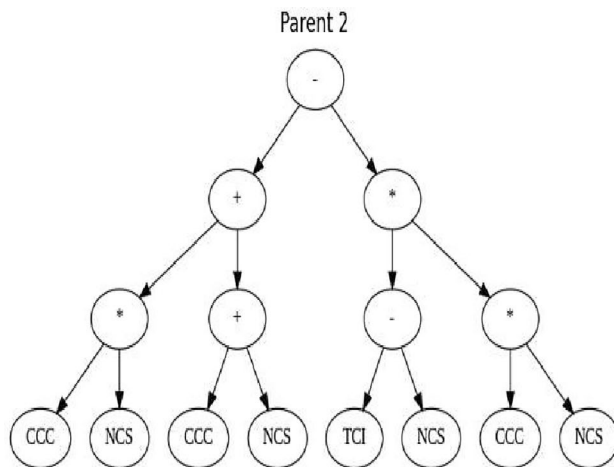 Parent 2
-
+ *
* + - *
CCC NCS CCC NCS TCI NCS CCC NCS